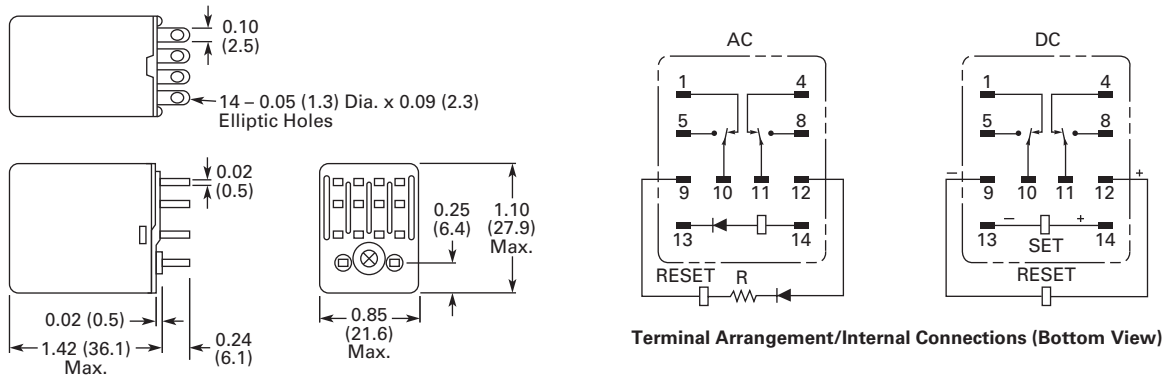 0.10
(2.5)
14 – 0.05 (1.3) Dia. x 0.09 (2.3)
Elliptic Holes
0.02
(0.5)
0.02 (0.5)
1.42 (36.1)
Max.
0.24
(6.1)
0.25
(6.4)
1.10
(27.9)
Max.
0.85
(21.6)
Max.
AC
1 4
5 8
9 10 11 12
13 14
RESET R
DC
1 4
5 8
– +
9 10 11 12
– +
13 SET 14
RESET
Terminal Arrangement/Internal Connections (Bottom View)